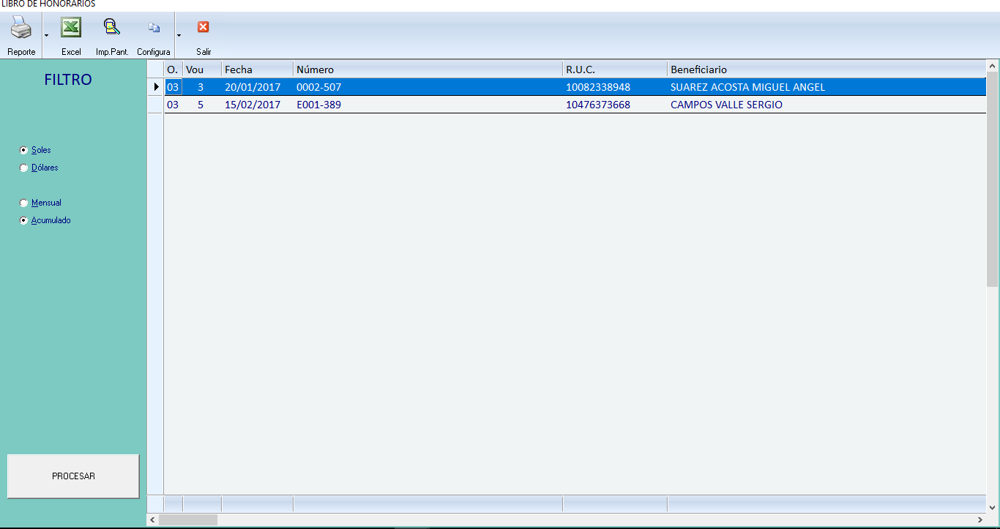 LIBRO DE HONORARIOS
Reporte Excel Imp.Pant. Configura Salir
FILTRO
Soles
Dólares
Mensual
Acumulado
PROCESAR
O. Vou Fecha Número R.U.C. Beneficiario
03 3 20/01/2017 0002-507 10082338948 SUAREZ ACOSTA MIGUEL ANGEL
03 5 15/02/2017 E001-389 10476373668 CAMPOS VALLE SERGIO